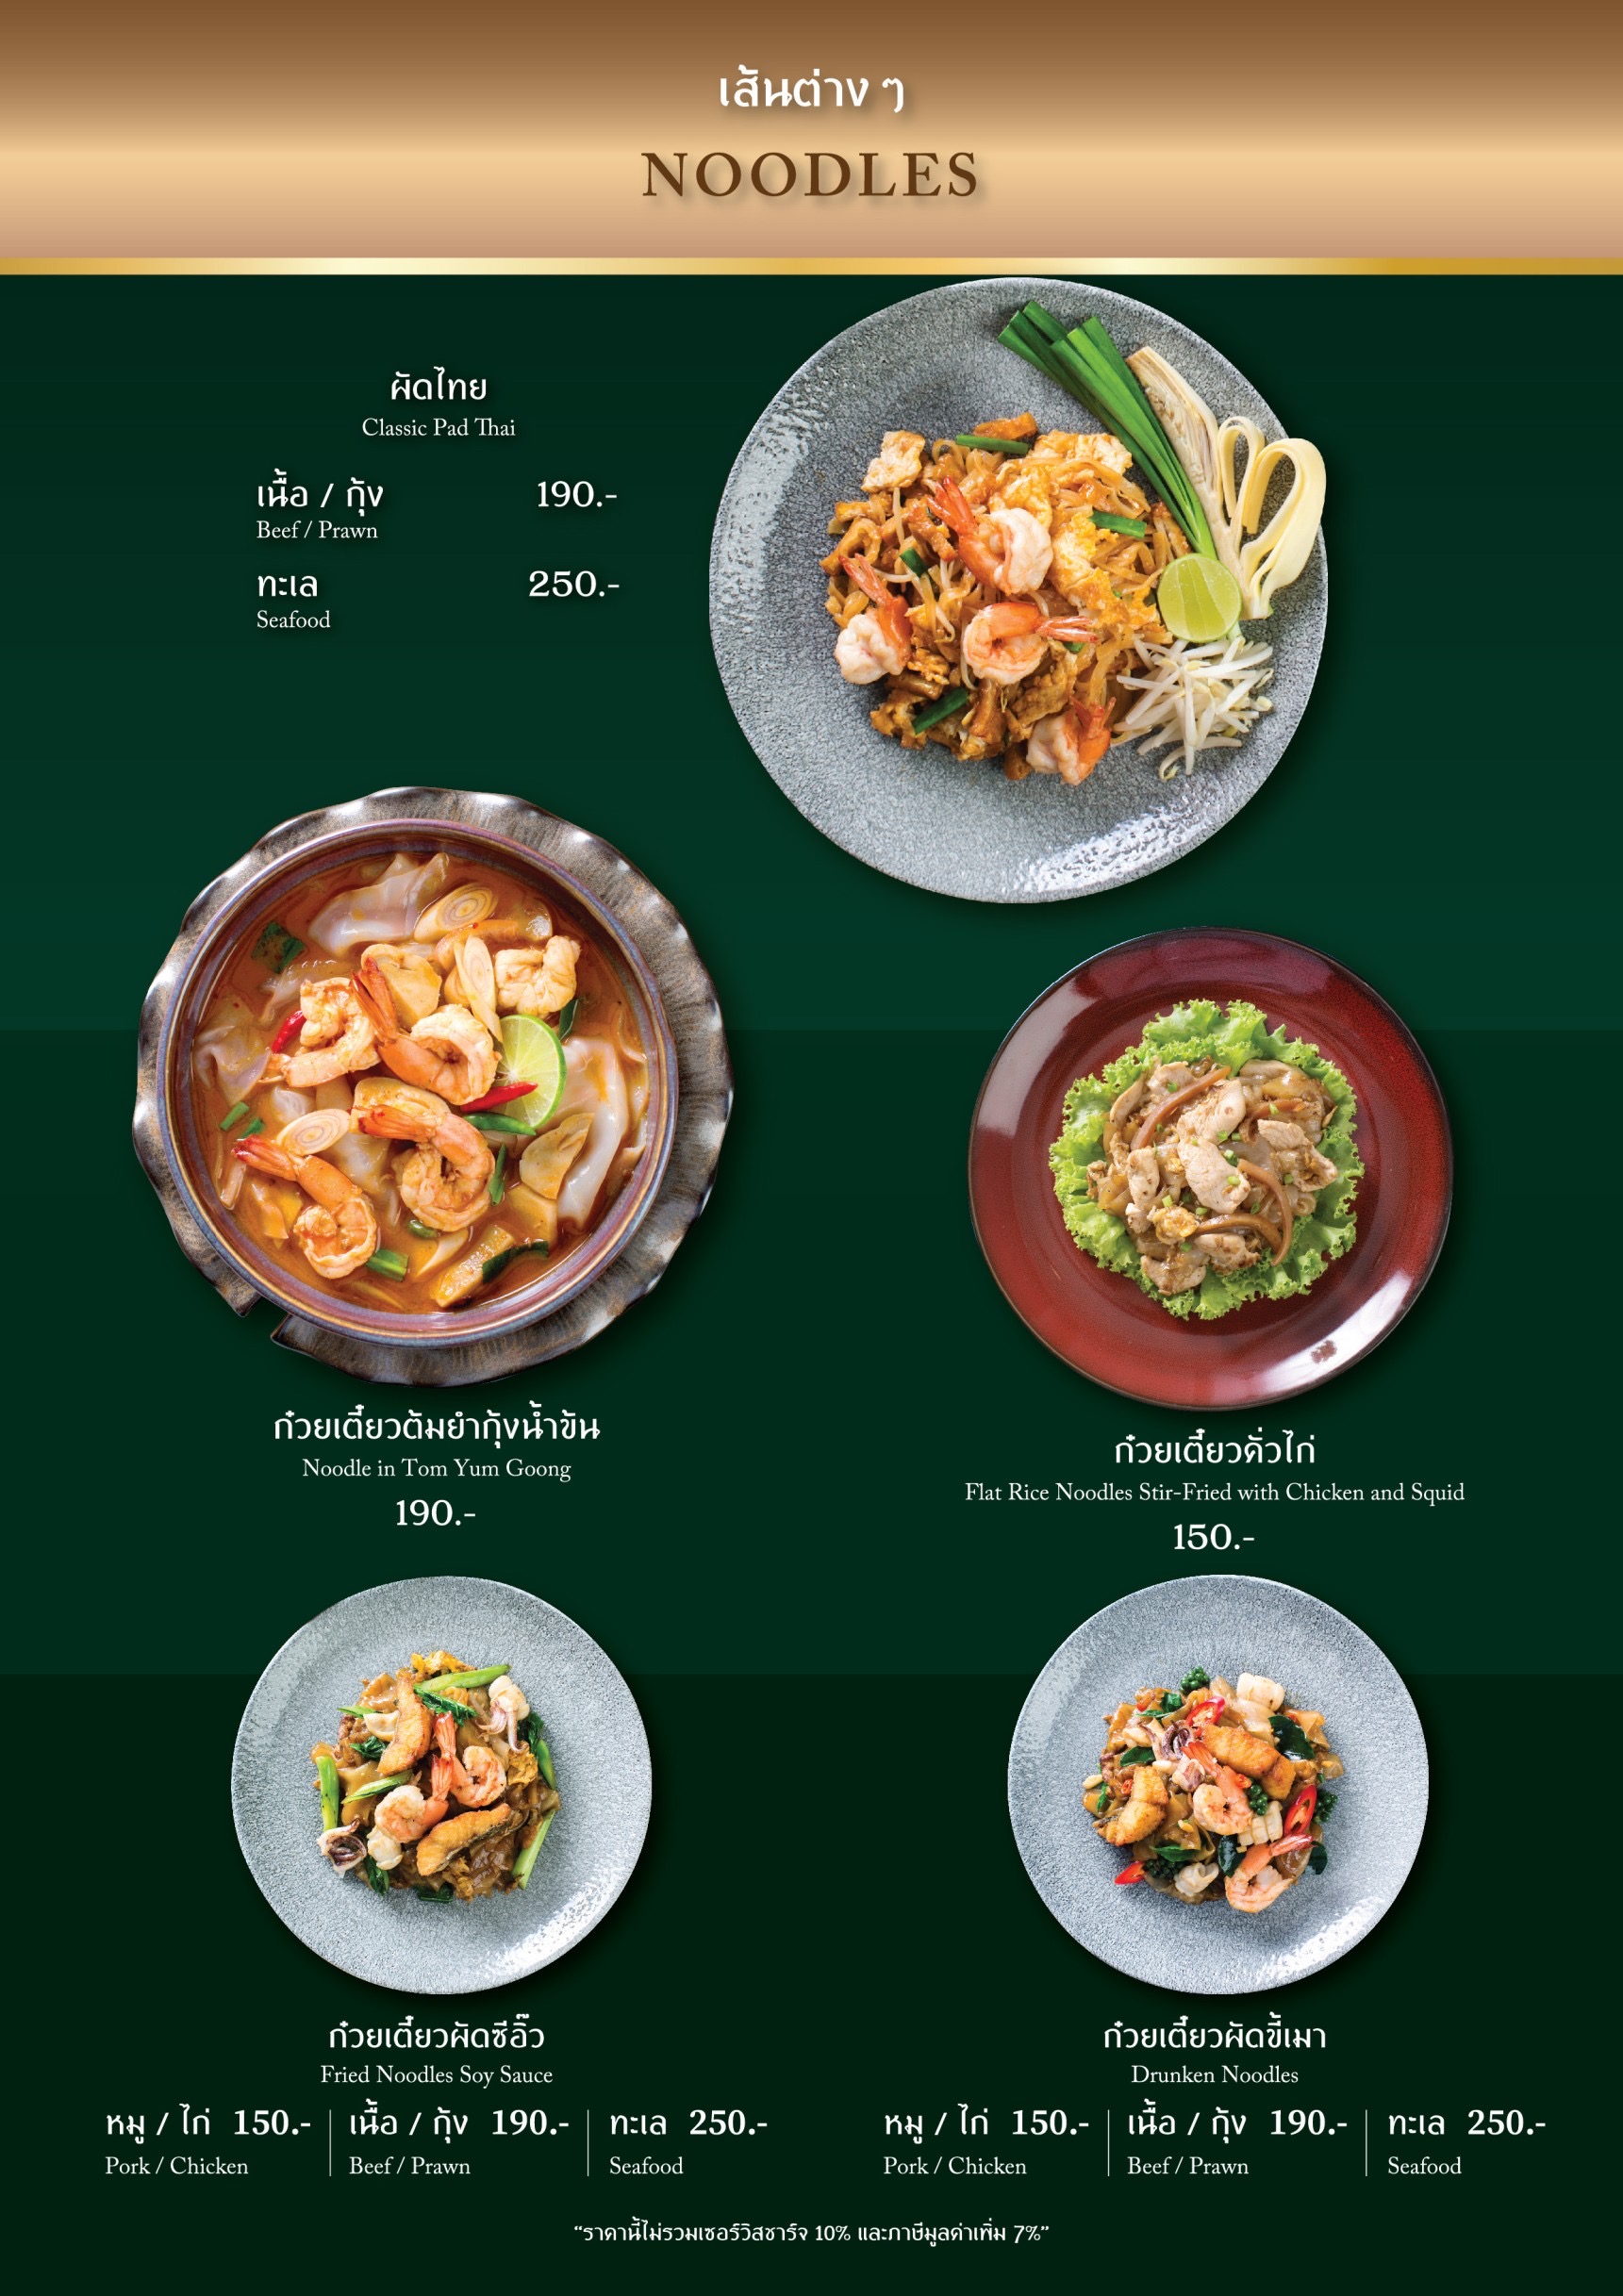 เส้นต่าง ๆ
NOODLES
ผัดไทย
Classic Pad Thai
เนื้อ / กุ้ง 190.-
Beef / Prawn
ทะเล 250.-
Seafood
ก๋วยเตี๋ยวต้มยำกุ้งน้ำข้น
Noodle in Tom Yum Goong
190.-
ก๋วยเตี๋ยวคั่วไก่
Flat Rice Noodles Stir-Fried with Chicken and Squid
150.-
ก๋วยเตี๋ยวผัดซีอิ๊ว
Fried Noodles Soy Sauce
หมู / ไก่ 150.- เนื้อ / กุ้ง 190.- ทะเล 250.-
Pork / Chicken Beef / Prawn Seafood
ก๋วยเตี๋ยวผัดขี้เมา
Drunken Noodles
หมู / ไก่ 150.- เนื้อ / กุ้ง 190.- ทะเล 250.-
Pork / Chicken Beef / Prawn Seafood
“ราคานี้ไม่รวมเซอร์วิสชาร์จ 10% และภาษีมูลค่าเพิ่ม 7%”